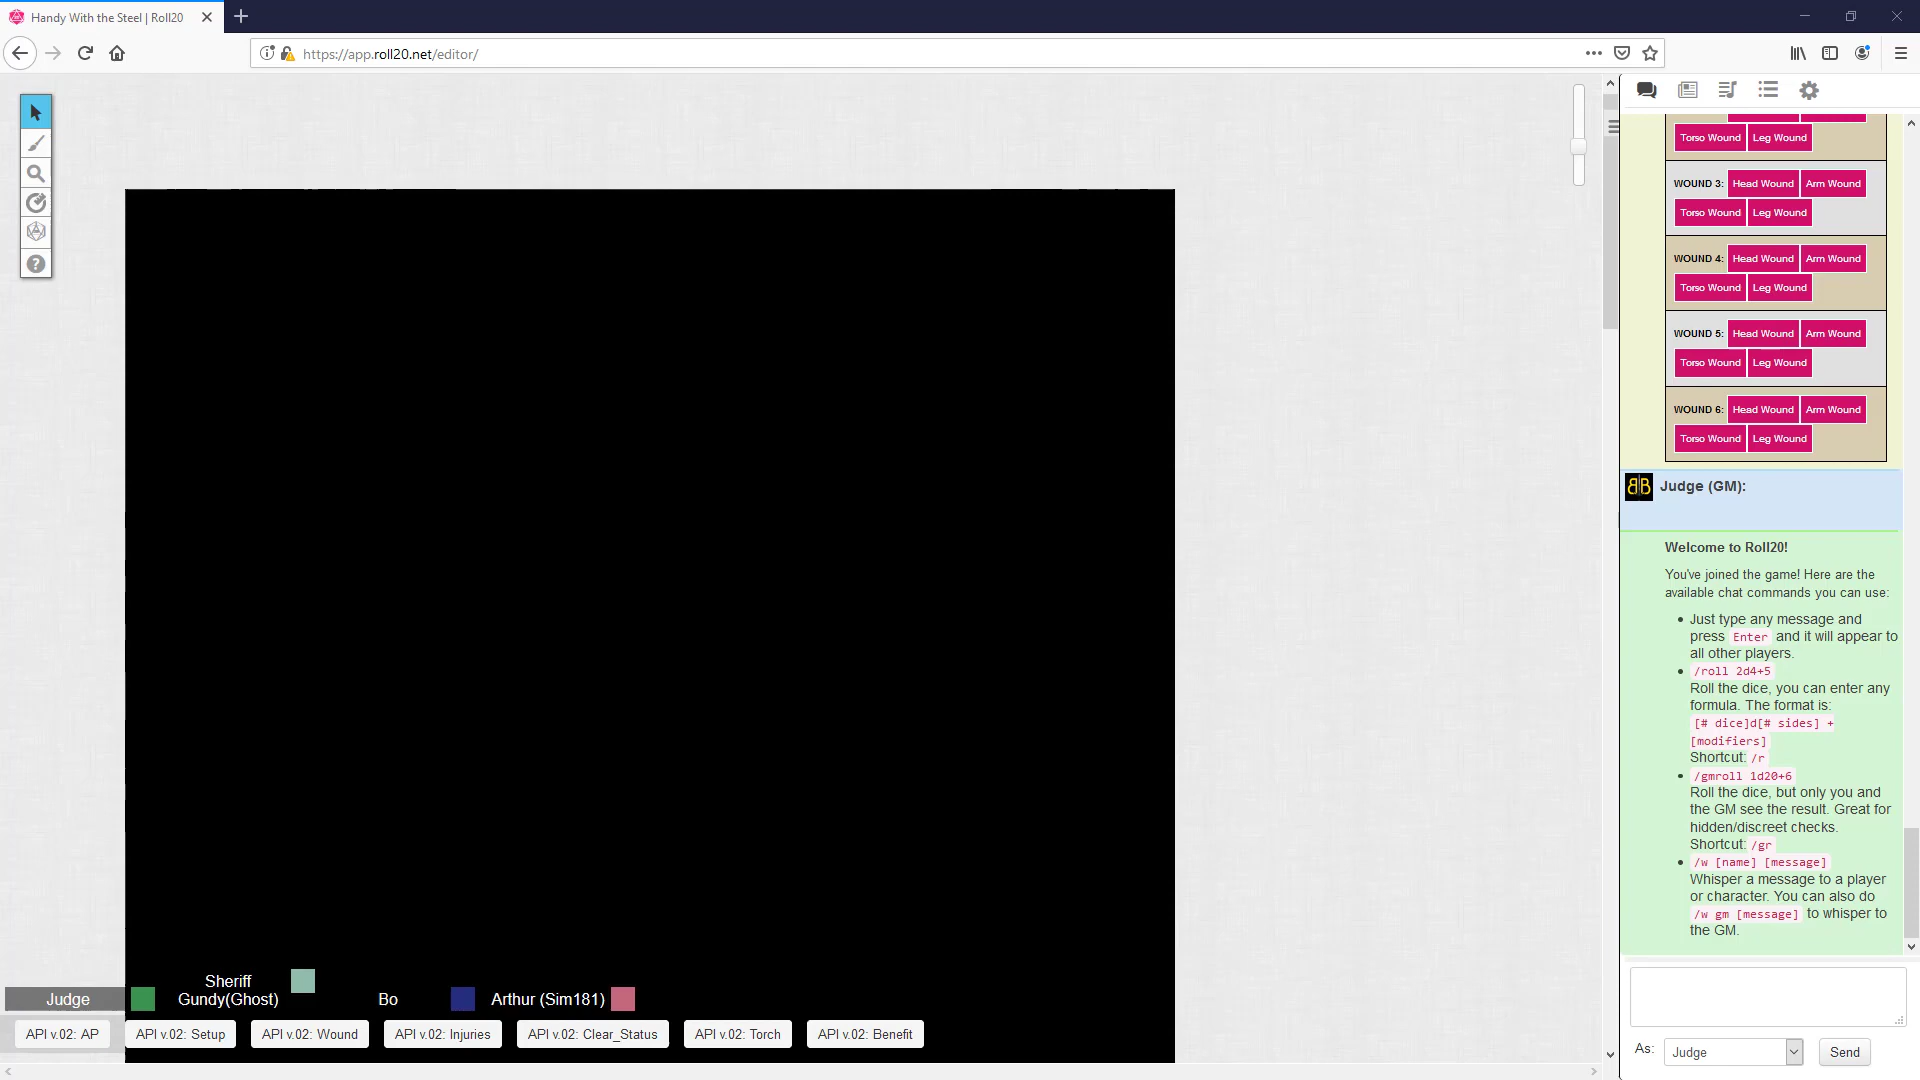 Handy With the Steel | Roll20
https://app.roll20.net/editor/
Torso Wound Leg Wound
WOUND 3: Head Wound Arm Wound
Torso Wound Leg Wound
WOUND 4: Head Wound Arm Wound
Torso Wound Leg Wound
WOUND 5: Head Wound Arm Wound
Torso Wound Leg Wound
WOUND 6: Head Wound Arm Wound
Torso Wound Leg Wound
Judge (GM):
Welcome to Roll20!
You've joined the game! Here are the
available chat commands you can use:
Just type any message and
press Enter and it will appear to
all other players.
/roll 2d4+5
Roll the dice, you can enter any
formula. The format is:
[# dice]d[# sides] +
[modifiers]
Shortcut: /r
/gmroll 1d20+6
Roll the dice, but only you and
the GM see the result. Great for
hidden/discreet checks.
Shortcut: /gr
/w [name] [message]
Whisper a message to a player
or character. You can also do
/w gm [message] to whisper to
the GM.
Judge
Sheriff
Gundy(Ghost)
Bo
Arthur (Sim181)
API v.02: AP
API v.02: Setup
API v.02: Wound
API v.02: Injuries
API v.02: Clear_Status
API v.02: Torch
API v.02: Benefit
As: Judge
Send